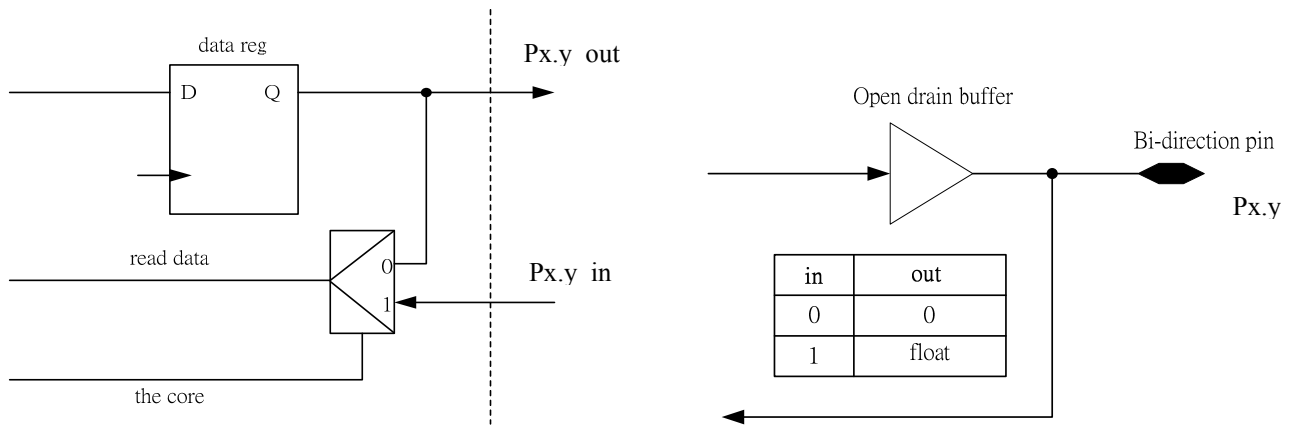 data reg
Px.y out
D
Q
0
read data
Px.y in
1
the core
Open drain buffer
Bi-direction pin
Px.y
in out
0 0
1 float